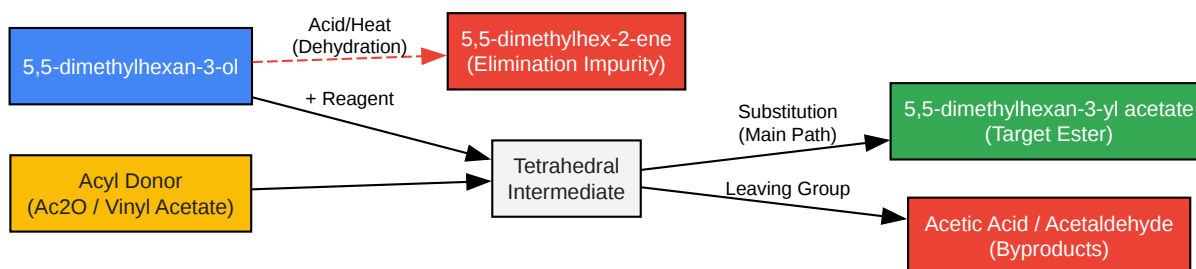 5,5-dimethylhexan-3-ol
Acid/Heat
(Dehydration)
5,5-dimethylhex-2-ene
(Elimination Impurity)
+ Reagent
Acyl Donor
(Ac2O / Vinyl Acetate)
Tetrahedral
Intermediate
Substitution
(Main Path)
5,5-dimethylhexan-3-yl acetate
(Target Ester)
Leaving Group
Acetic Acid / Acetaldehyde
(Byproducts)